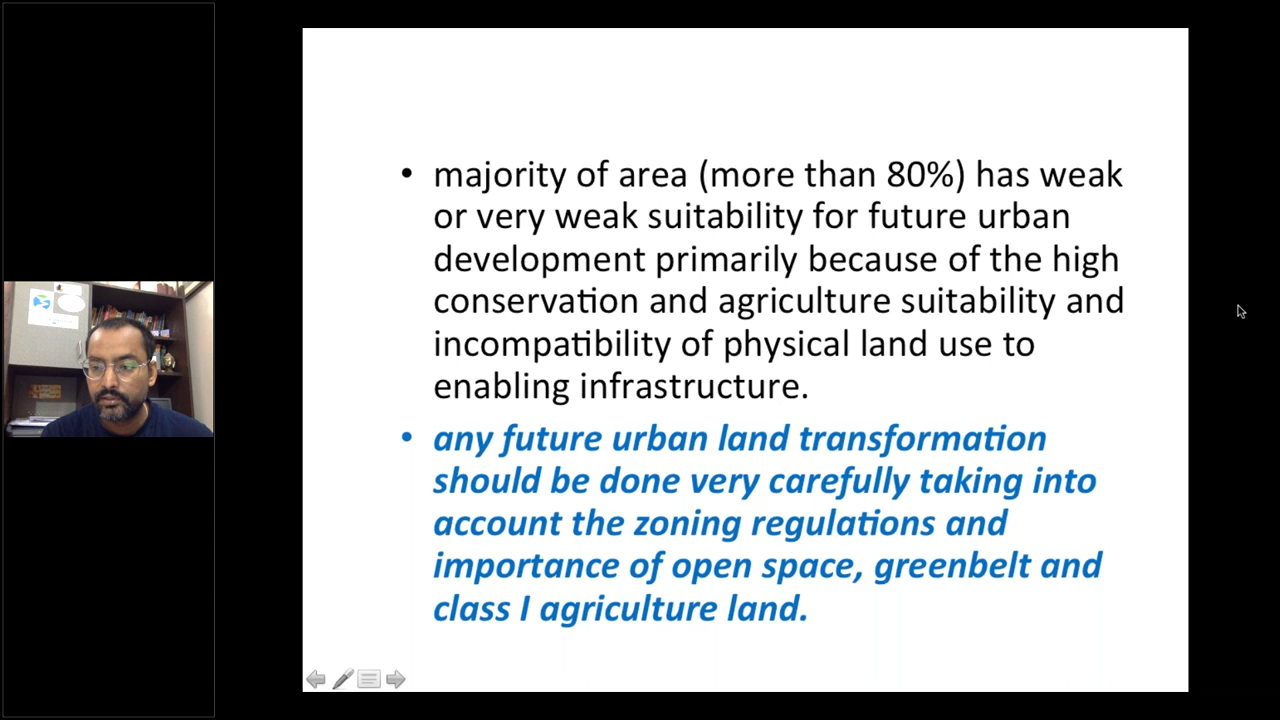 • majority of area (more than 80%) has weak
or very weak suitability for future urban
development primarily because of the high
conservation and agriculture suitability and
incompatibility of physical land use to
enabling infrastructure.
• any future urban land transformation
should be done very carefully taking into
account the zoning regulations and
importance of open space, greenbelt and
class I agriculture land.